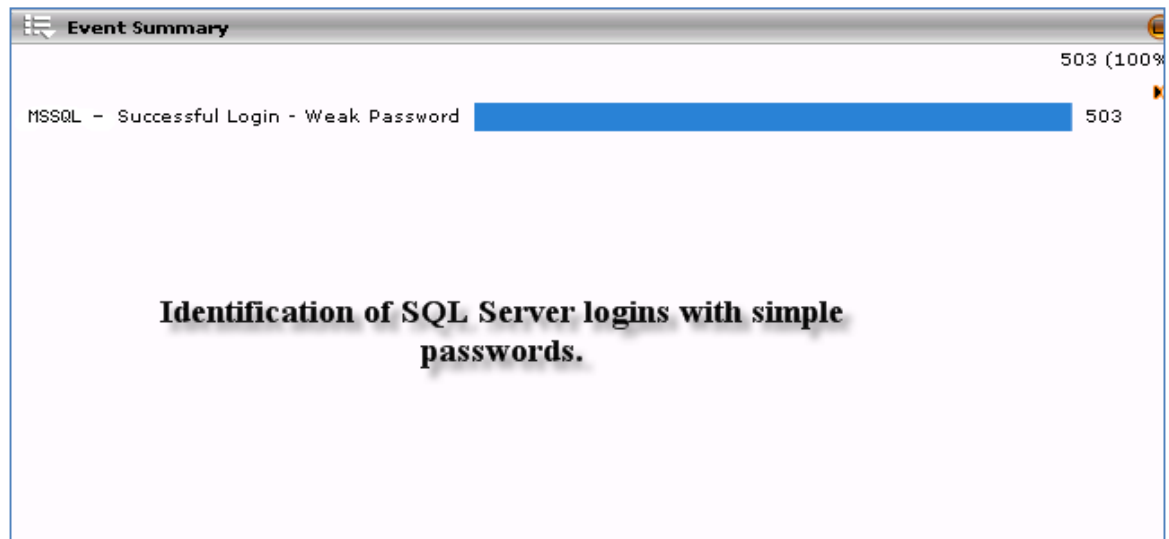 Event Summary
503 (100%
MSSQL – Successful Login - Weak Password 503
Identification of SQL Server logins with simple
passwords.